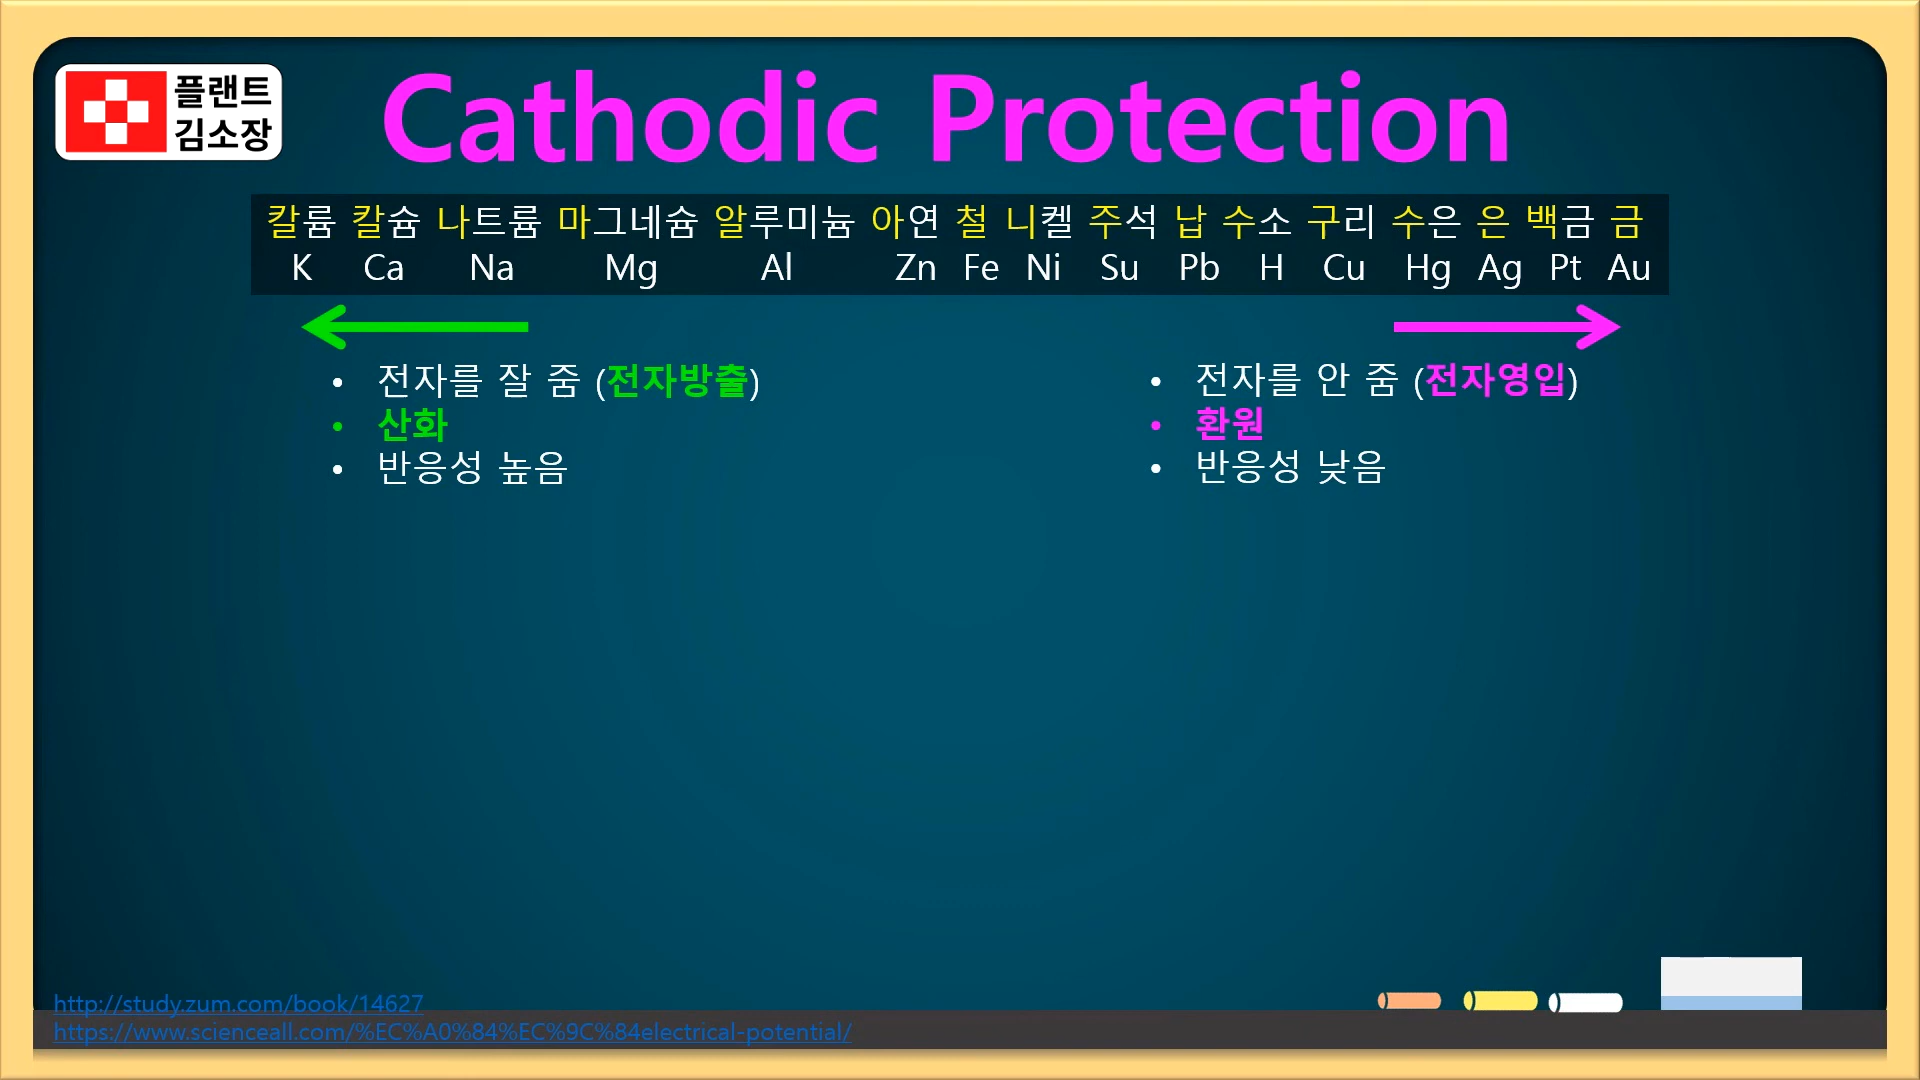 플랜트
김소장
Cathodic Protection
칼륨 칼슘 나트륨 마그네슘 알루미늄 아연 철 니켈 주석 납 수소 구리 수은 은 백금 금
K Ca Na Mg Al Zn Fe Ni Su Pb H Cu Hg Ag Pt Au
• 전자를 잘 줌 (전자방출)
• 산화
• 반응성 높음
• 전자를 안 줌 (전자영입)
• 환원
• 반응성 낮음
http://study.zum.com/book/14627
https://www.scienceall.com/%EC%A0%84%EC%9C%84electrical-potential/